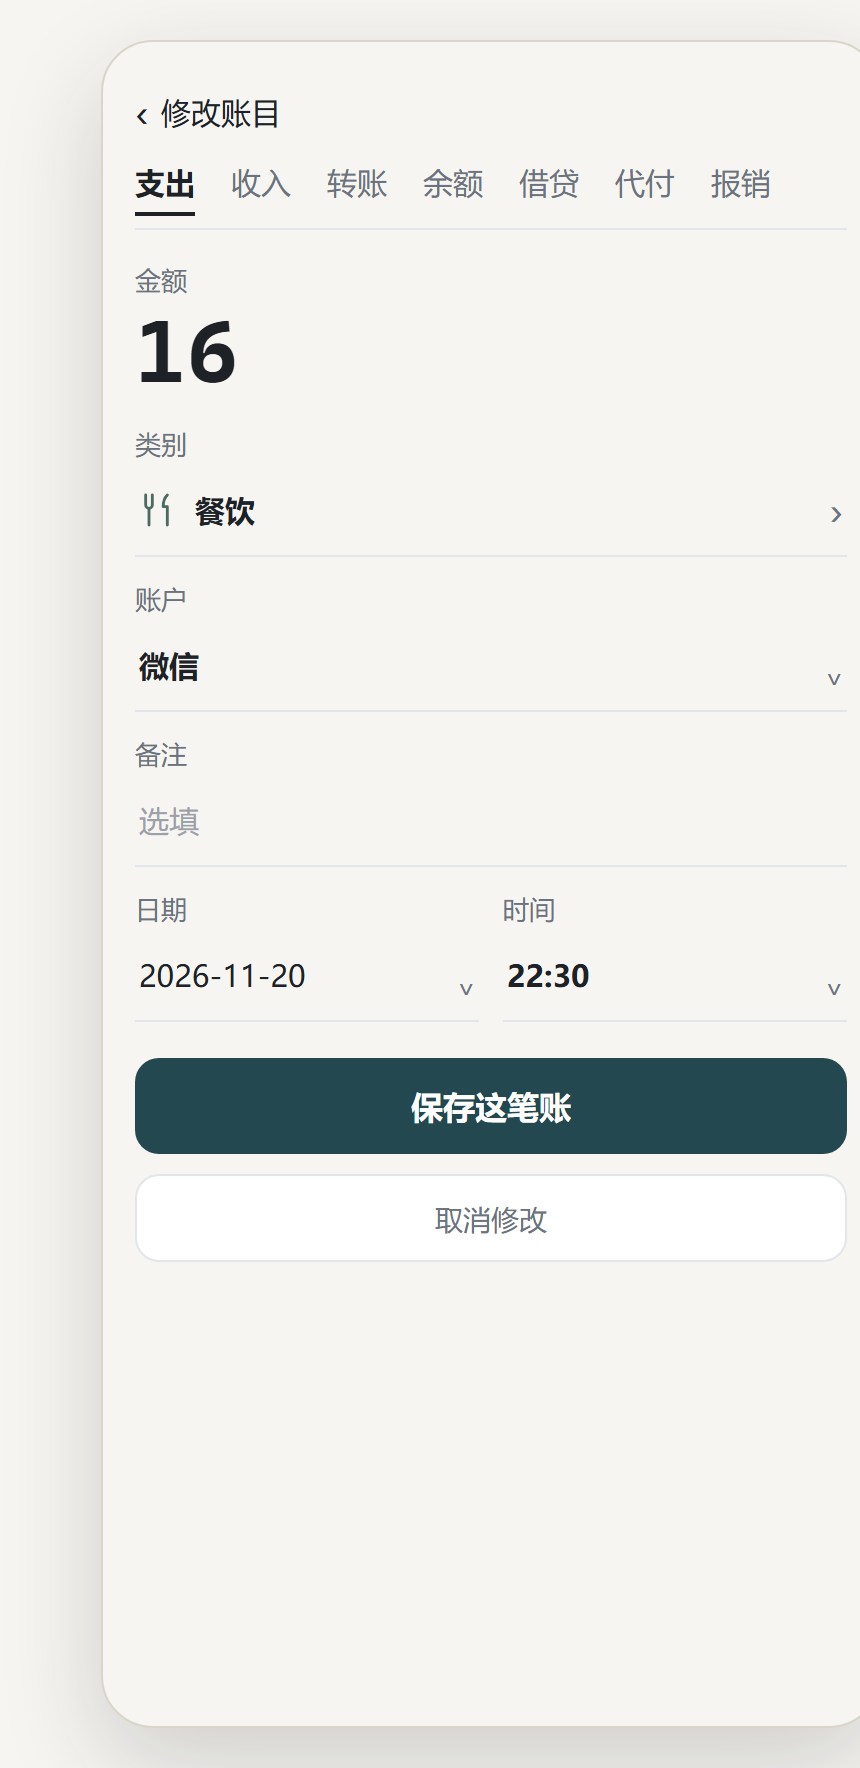 ‹ 修改账目
支出 收入 转账 余额 借贷 代付 报销
金额
16
类别
餐饮 ›
账户
微信
备注
选填
日期 时间
2026-11-20 22:30
保存这笔账
取消修改